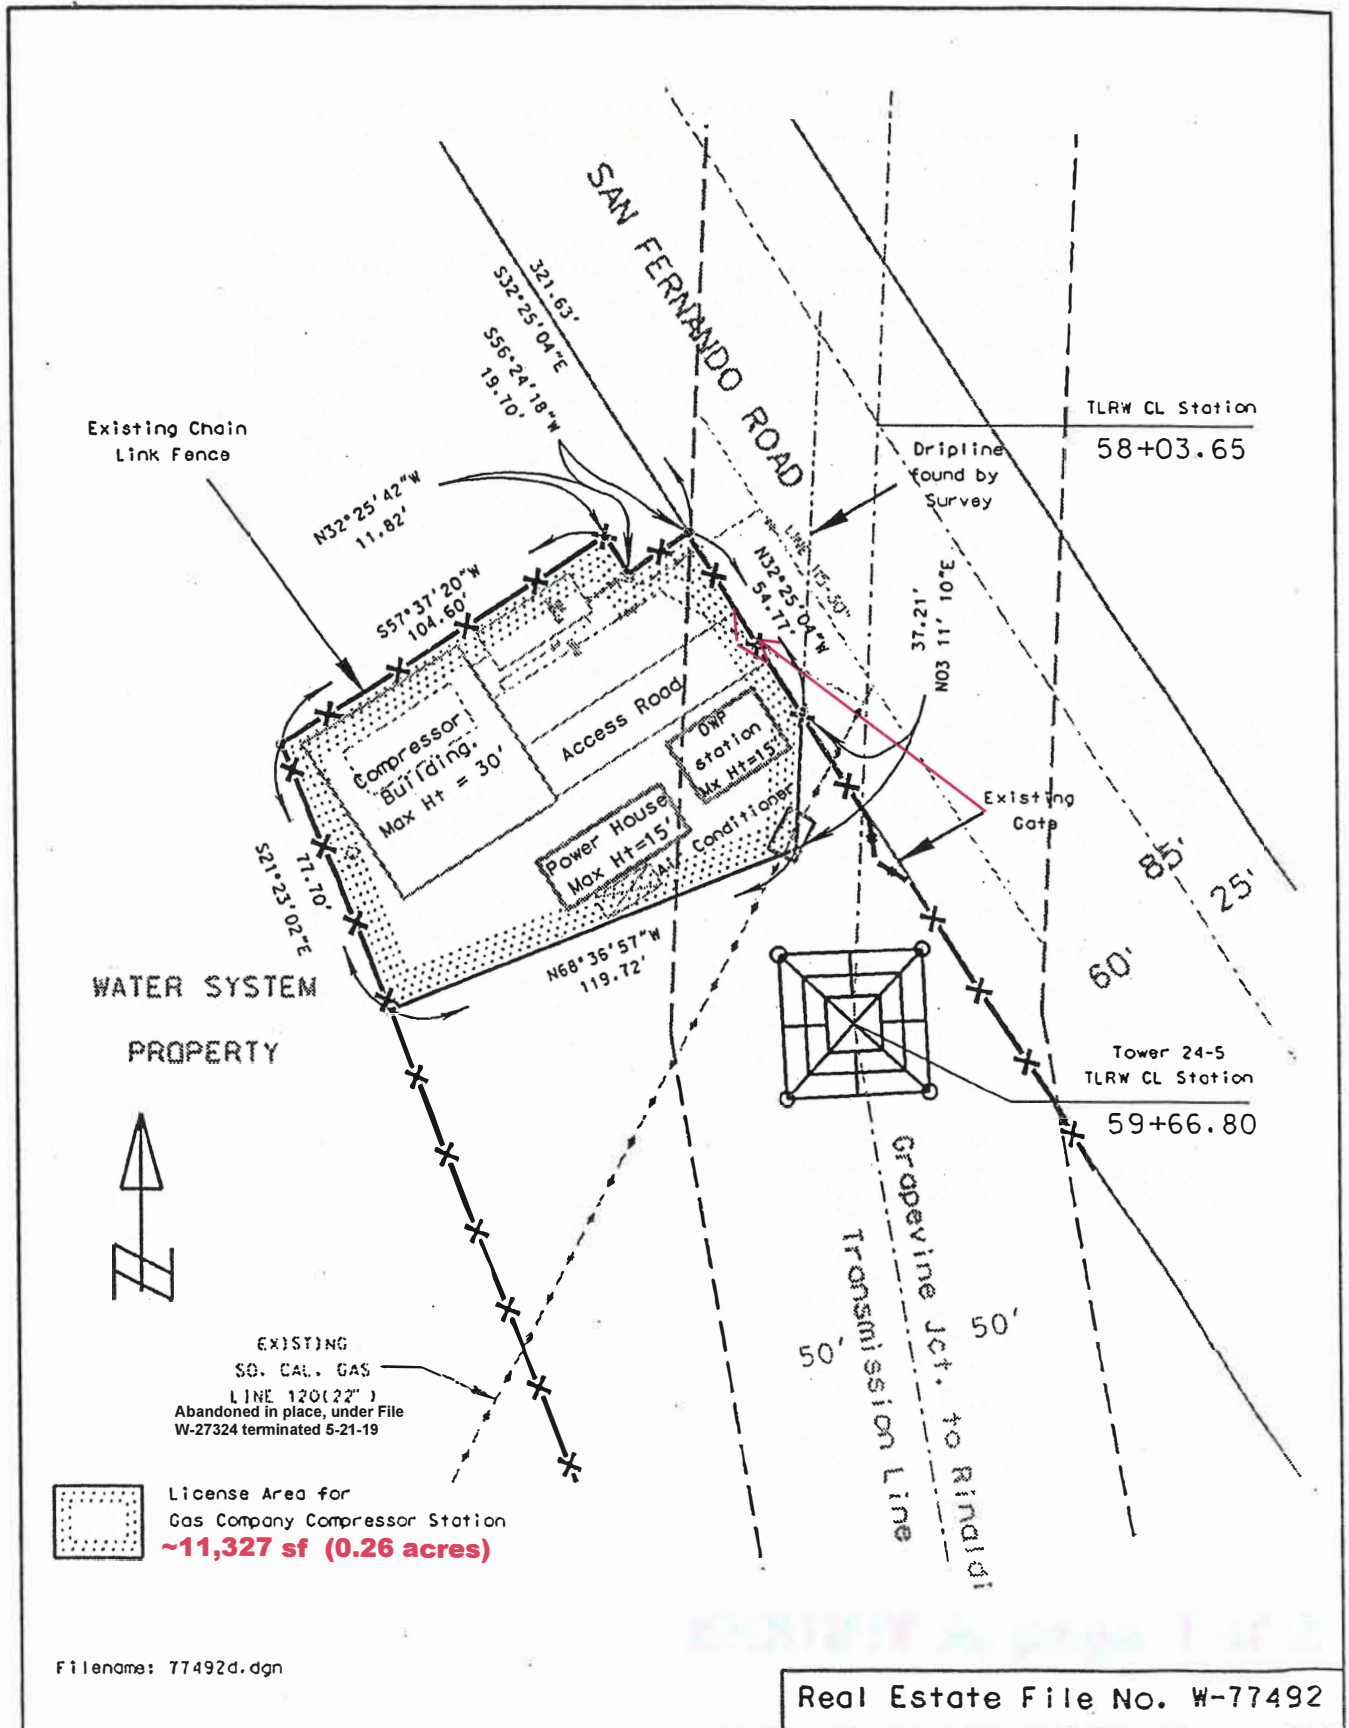 SAN FERNANDO ROAD
321.63'
S32°25'04"E
S56°24'18"W
19.70'
Existing Chain
Link Fence
N32°25'42"W
11.82'
S57°37'20"W
104.60'
TLRW CL Station
58+03.65
Dripline
found by
Survey
LINE 115-30"
N32°25'04"W
54.77'
37.21'
N03 11' 10"E
Compressor
Building.
Max Ht = 30'
Access Road
DWP
station
Mx Ht=15'
Power House
Max Ht=15'
Air Conditioner
Existing
Gate
S21°23'02"E
77.70'
N68°36'57"W
119.72'
85'
25'
60'
WATER SYSTEM
PROPERTY
Tower 24-5
TLRW CL Station
59+66.80
N
Grapevine Jct. to Rinaldi
Transmission Line
50'
50'
EXISTING
SO. CAL. GAS
LINE 120(22")
Abandoned in place, under File
W-27324 terminated 5-21-19
License Area for
Gas Company Compressor Station
~11,327 sf (0.26 acres)
Filename: 77492d.dgn
Real Estate File No. W-77492